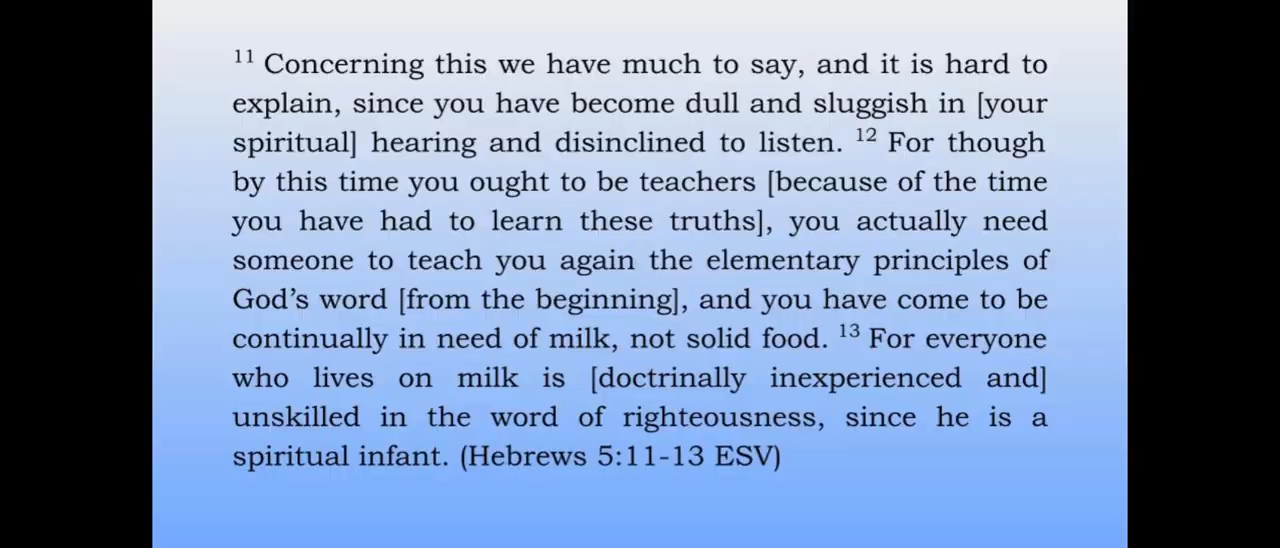 ¹¹ Concerning this we have much to say, and it is hard to
explain, since you have become dull and sluggish in [your
spiritual] hearing and disinclined to listen. ¹² For though
by this time you ought to be teachers [because of the time
you have had to learn these truths], you actually need
someone to teach you again the elementary principles of
God’s word [from the beginning], and you have come to be
continually in need of milk, not solid food. ¹³ For everyone
who lives on milk is [doctrinally inexperienced and]
unskilled in the word of righteousness, since he is a
spiritual infant. (Hebrews 5:11-13 ESV)